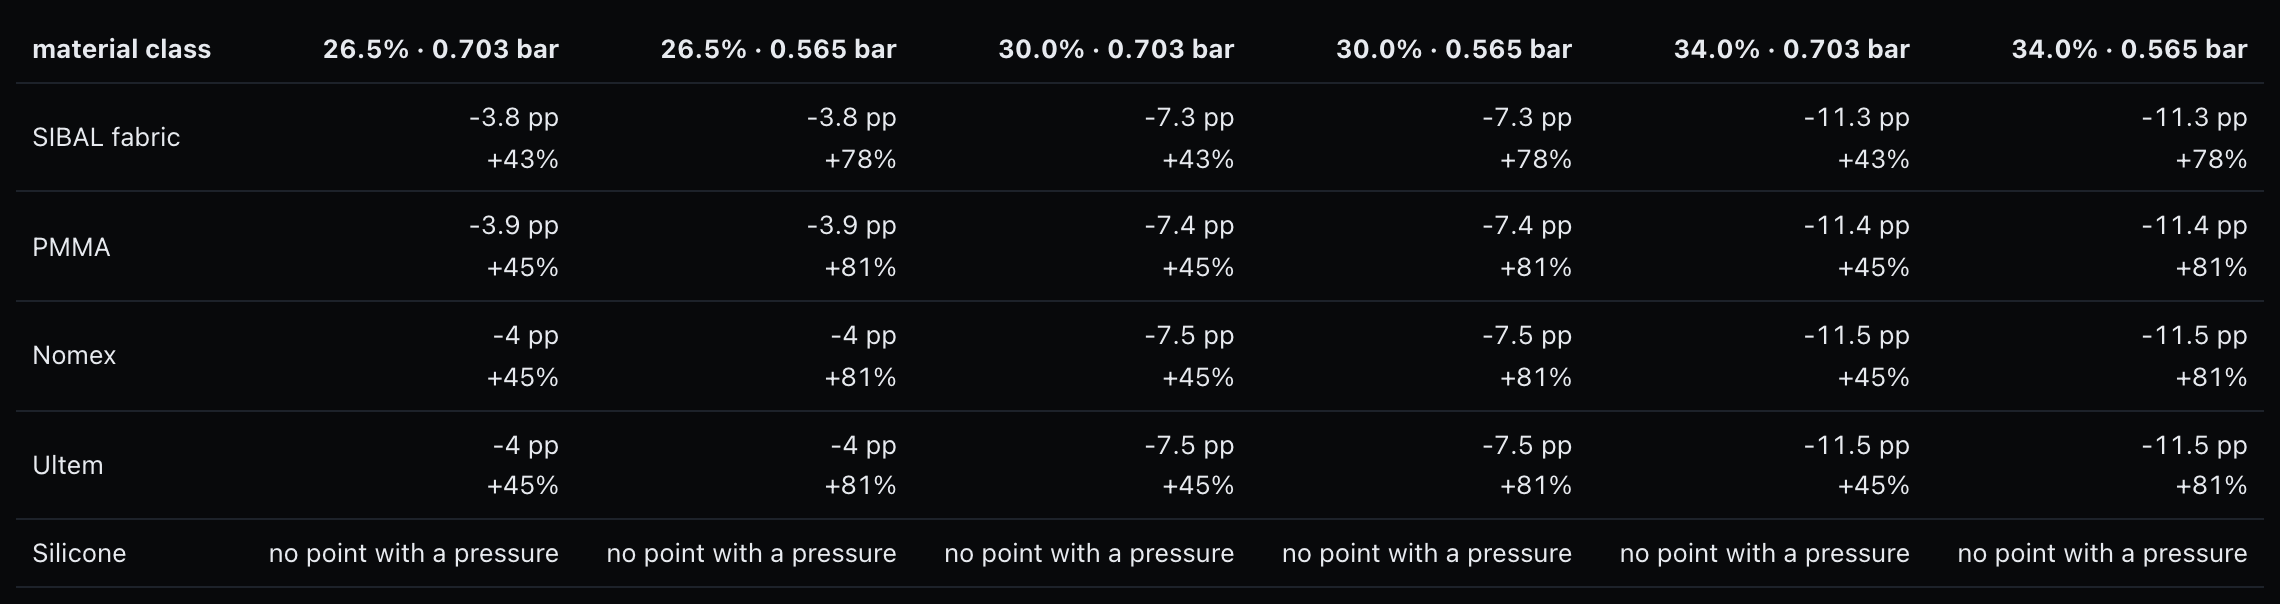 material class 26.5% · 0.703 bar 26.5% · 0.565 bar 30.0% · 0.703 bar 30.0% · 0.565 bar 34.0% · 0.703 bar 34.0% · 0.565 bar
SIBAL fabric
-3.8 pp -3.8 pp -7.3 pp -7.3 pp -11.3 pp -11.3 pp
+43% +78% +43% +78% +43% +78%
PMMA
-3.9 pp -3.9 pp -7.4 pp -7.4 pp -11.4 pp -11.4 pp
+45% +81% +45% +81% +45% +81%
Nomex
-4 pp -4 pp -7.5 pp -7.5 pp -11.5 pp -11.5 pp
+45% +81% +45% +81% +45% +81%
Ultem
-4 pp -4 pp -7.5 pp -7.5 pp -11.5 pp -11.5 pp
+45% +81% +45% +81% +45% +81%
Silicone no point with a pressure no point with a pressure no point with a pressure no point with a pressure no point with a pressure no point with a pressure